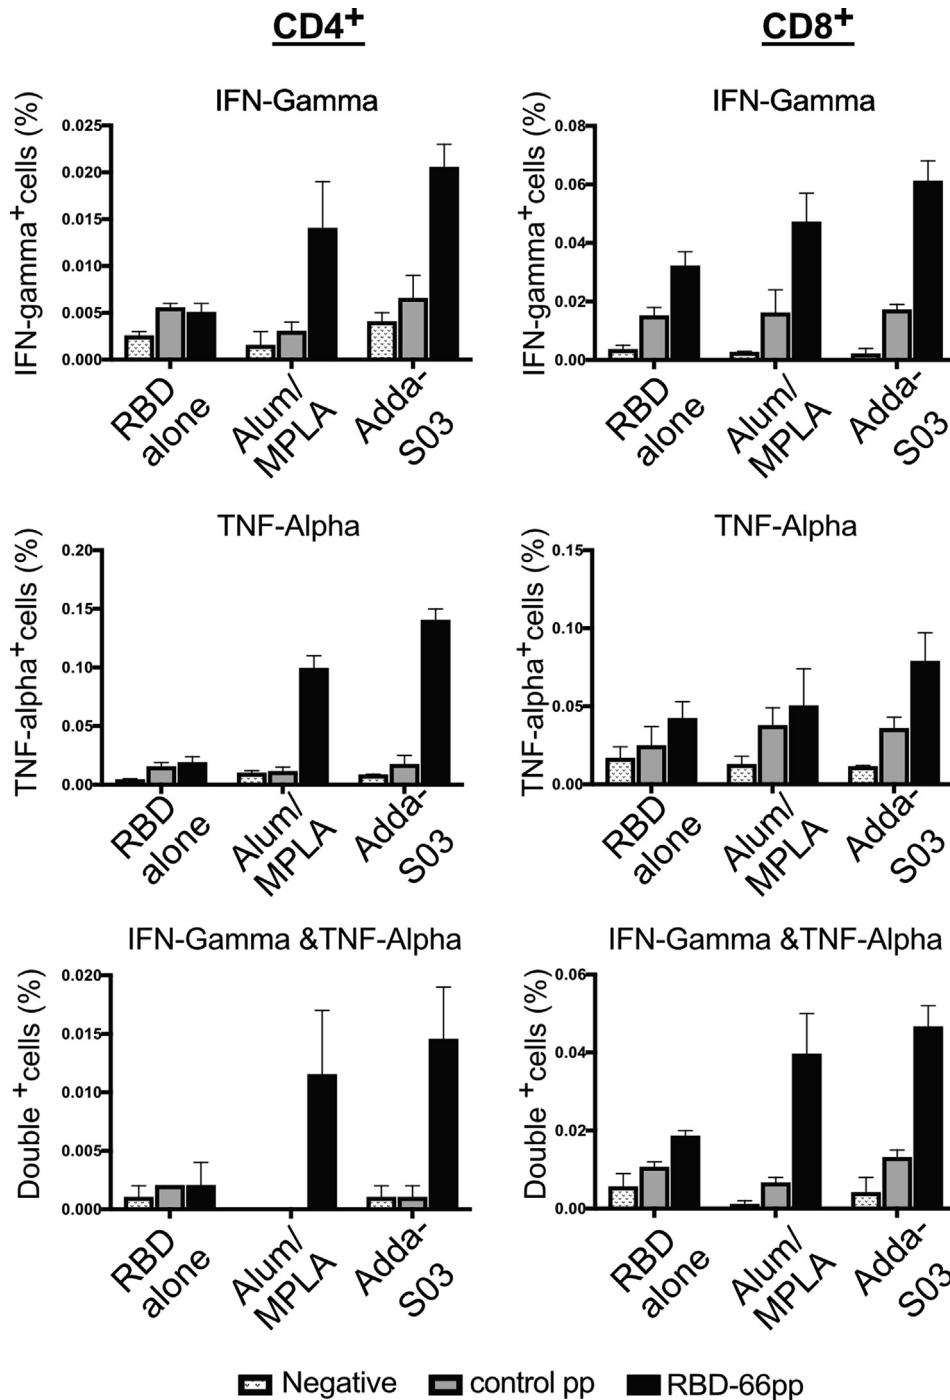 CD4+
CD8+
IFN-Gamma
IFN-gamma+cells (%)
0.025
0.020
0.015
0.010
0.005
0.000
RBD
alone
Alum/
MPLA
Adda-
S03
IFN-Gamma
IFN-gamma+cells (%)
0.08
0.06
0.04
0.02
0.00
RBD
alone
Alum/
MPLA
Adda-
S03
TNF-Alpha
TNF-alpha+cells (%)
0.20
0.15
0.10
0.05
0.00
RBD
alone
Alum/
MPLA
Adda-
S03
TNF-Alpha
TNF-alpha+cells (%)
0.15
0.10
0.05
0.00
RBD
alone
Alum/
MPLA
Adda-
S03
IFN-Gamma &TNF-Alpha
Double +cells (%)
0.020
0.015
0.010
0.005
0.000
RBD
alone
Alum/
MPLA
Adda-
S03
IFN-Gamma &TNF-Alpha
Double +cells (%)
0.06
0.04
0.02
0.00
RBD
alone
Alum/
MPLA
Adda-
S03
Negative control pp RBD-66pp